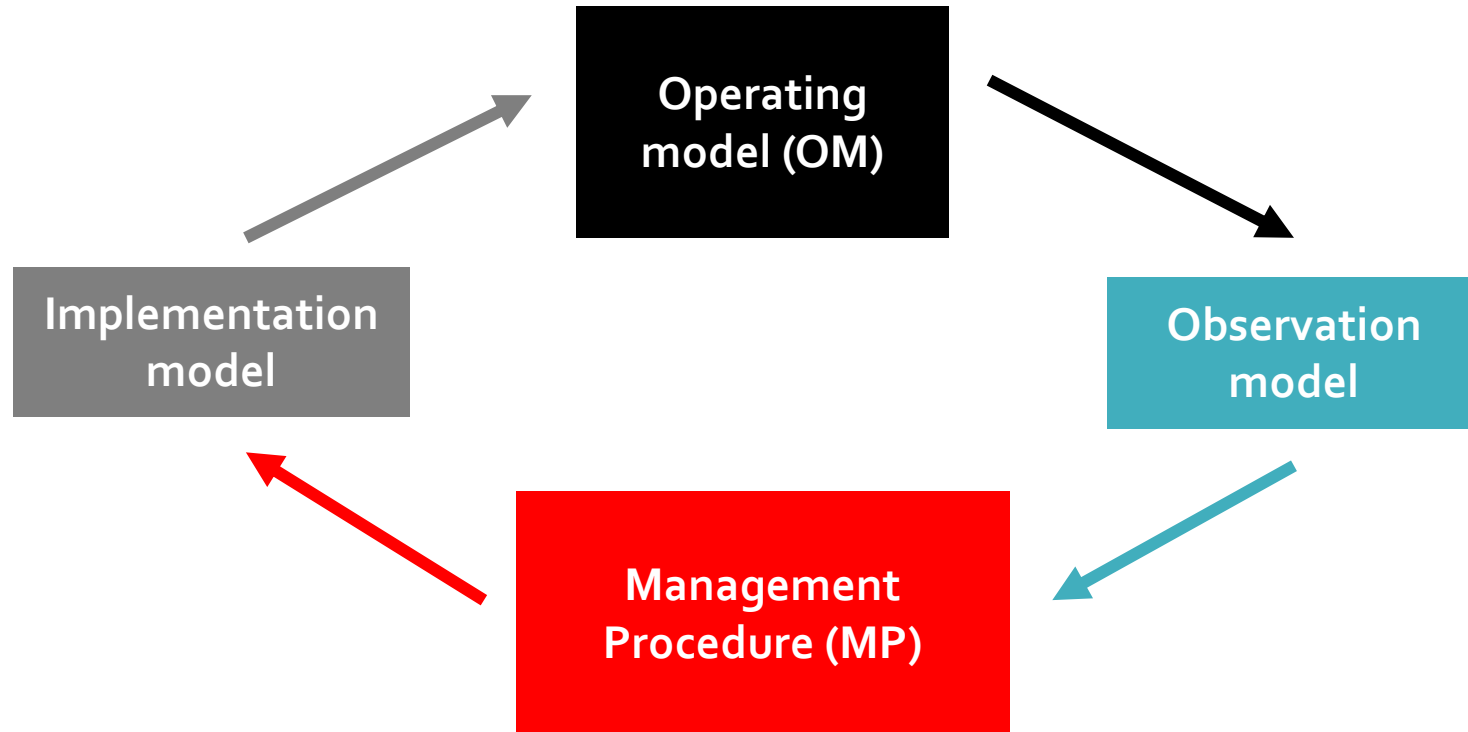 Operating
model (OM)
Implementation
model
Observation
model
Management
Procedure (MP)